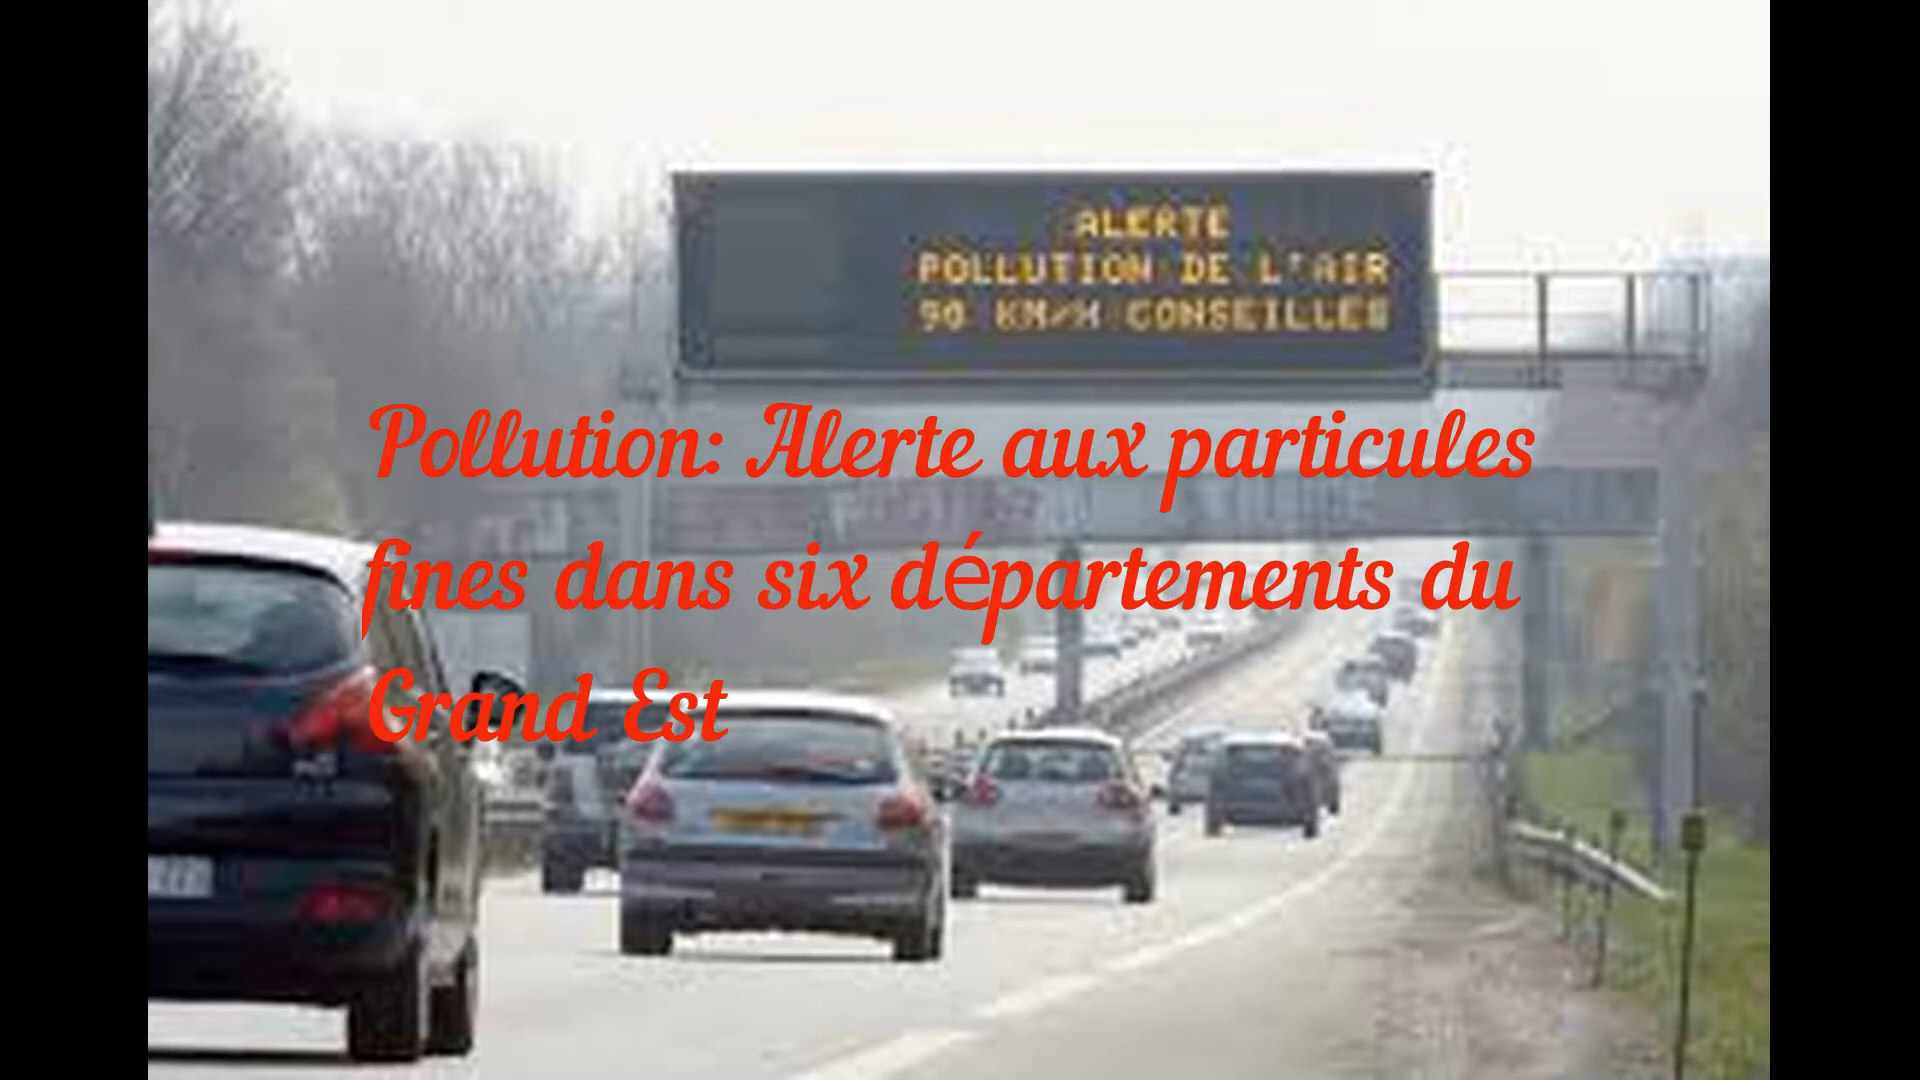 ALERTE
POLLUTION DE L'AIR
90 KM/H CONSEILLES
Pollution: Alerte aux particules
fines dans six départements du
Grand Est